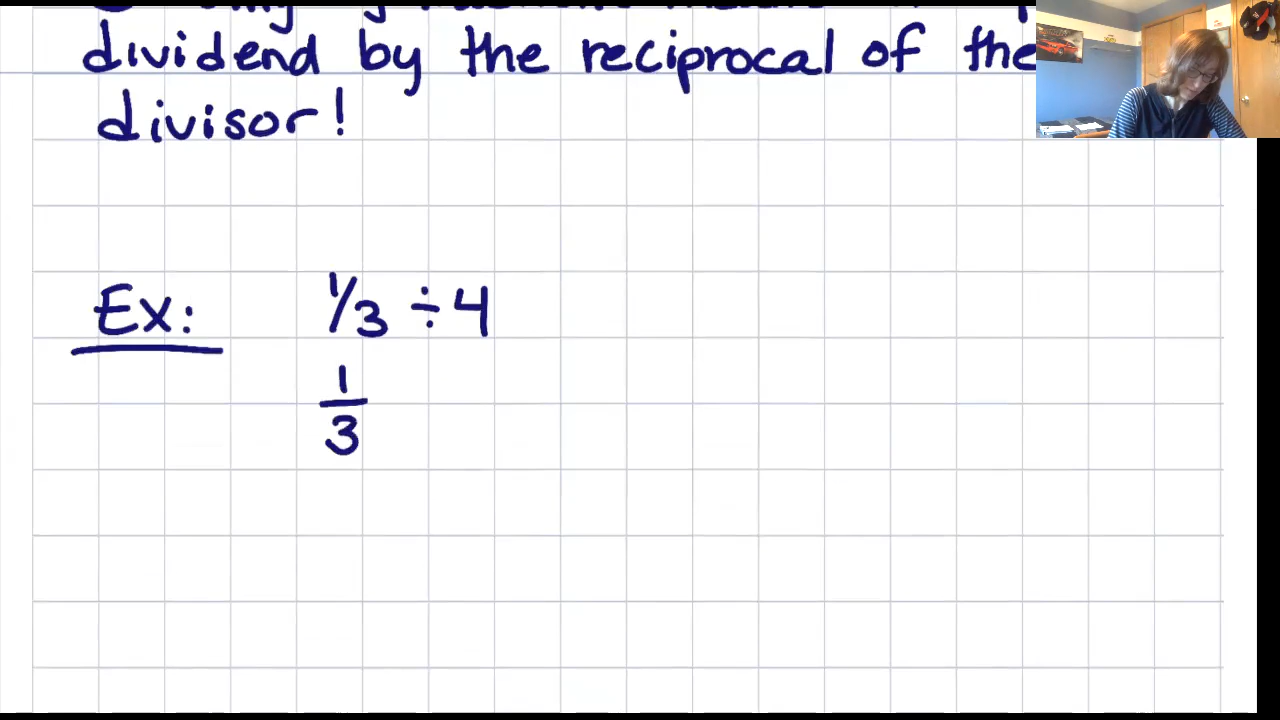 dividend by the reciprocal of the
divisor!
Ex: 1/3 ÷ 4
1
3